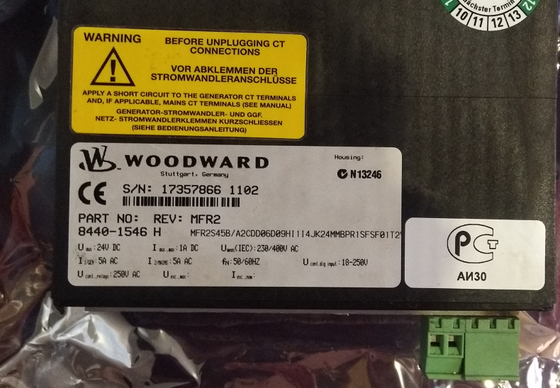 WARNING
BEFORE UNPLUGGING CT
CONNECTIONS
VOR ABKLEMMEN DER
STROMWANDLERANSCHLÜSSE
APPLY A SHORT CIRCUIT TO THE GENERATOR CT TERMINALS
AND, IF APPLICABLE, MAINS CT TERMINALS (SEE MANUAL)
GENERATOR-STROMWANDLER- UND GGF.
NETZ- STROMWANDLERKLEMMEN KURZSCHLIESSEN
(SIEHE BEDIENUNGSANLEITUNG)
10 11 12 13
WOODWARD
Stuttgart, Germany
Housing:
CE
S/N: 17357866 1102
N13246
PART NO: REV: MFR2
8440-1546 H
:24V DC
:1A DC
(IEC):230/400V AC
:5A AC
:5A AC
:50/60HZ
:18-250V
:250V AC
РСТ
АИ30